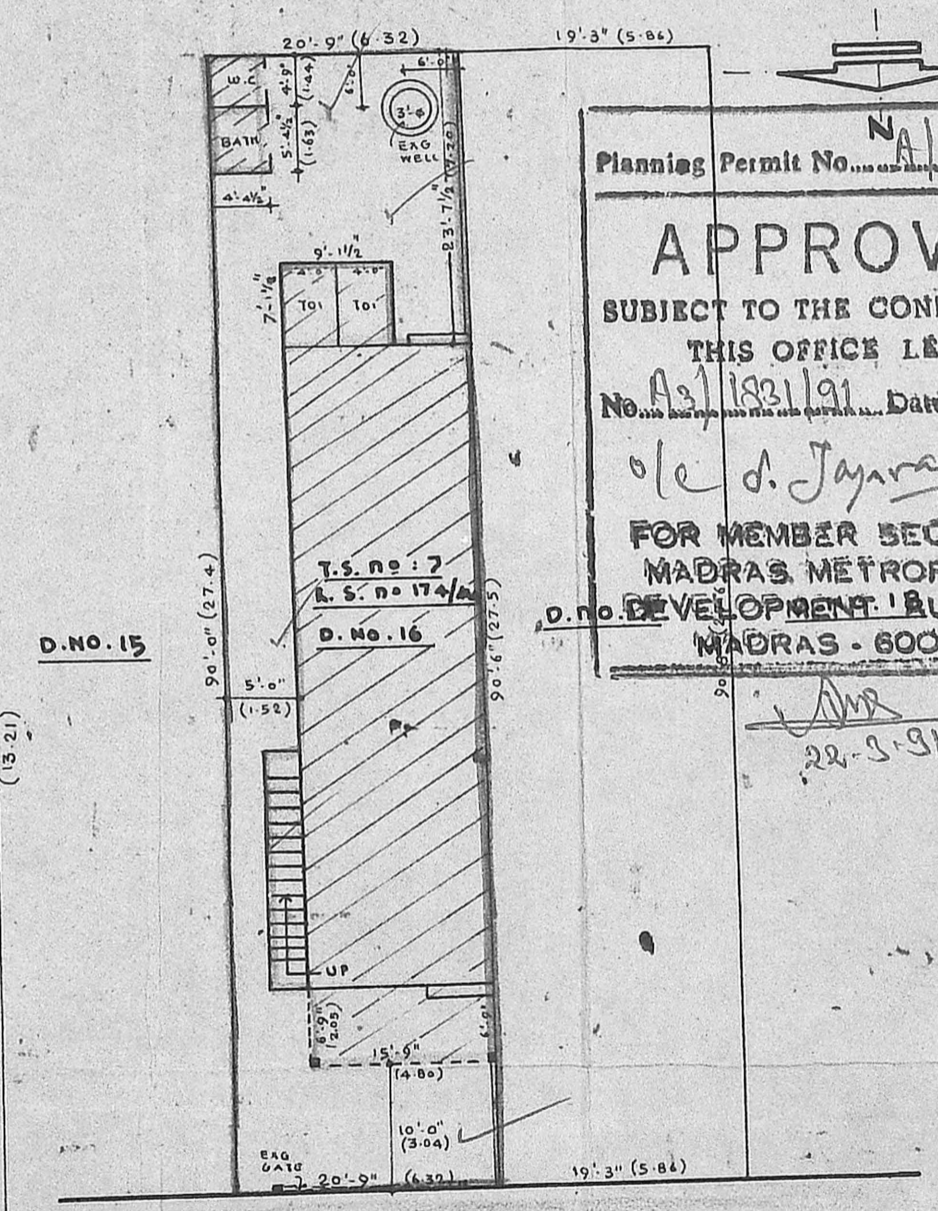 20'-9" (6.32)
19'-3" (5.86)
W.C
4'-9"
(1.44)
6'-0"
6'-0"
3'-φ
EXG
WELL
BATH
5'-4½"
(1.63)
4'-4½"
23'-7½" (7.20)
9'-1½"
4'-0" 4'-0"
TOI TOI
7'-1½"
N
Planning Permit No. A/
APPROV
SUBJECT TO THE CON
THIS OFFICE LE
No. A3/1831/91 Date
o/c
FOR MEMBER SEC
MADRAS METROP
DEVELOPMENT AU
MADRAS - 600
22-3-91
T.S. no : 7
R.S. no 174/
D. NO. 16
D.NO. 15
D.no.
90'-0" (27.4)
90'-6" (27.5)
5'-0"
(1.52)
(13.21)
UP
6'-9"
(2.05)
6'-0"
15'-9"
(4.80)
10'-0"
(3.04)
EXG
GATE
20'-9" (6.32)
19'-3" (5.86)